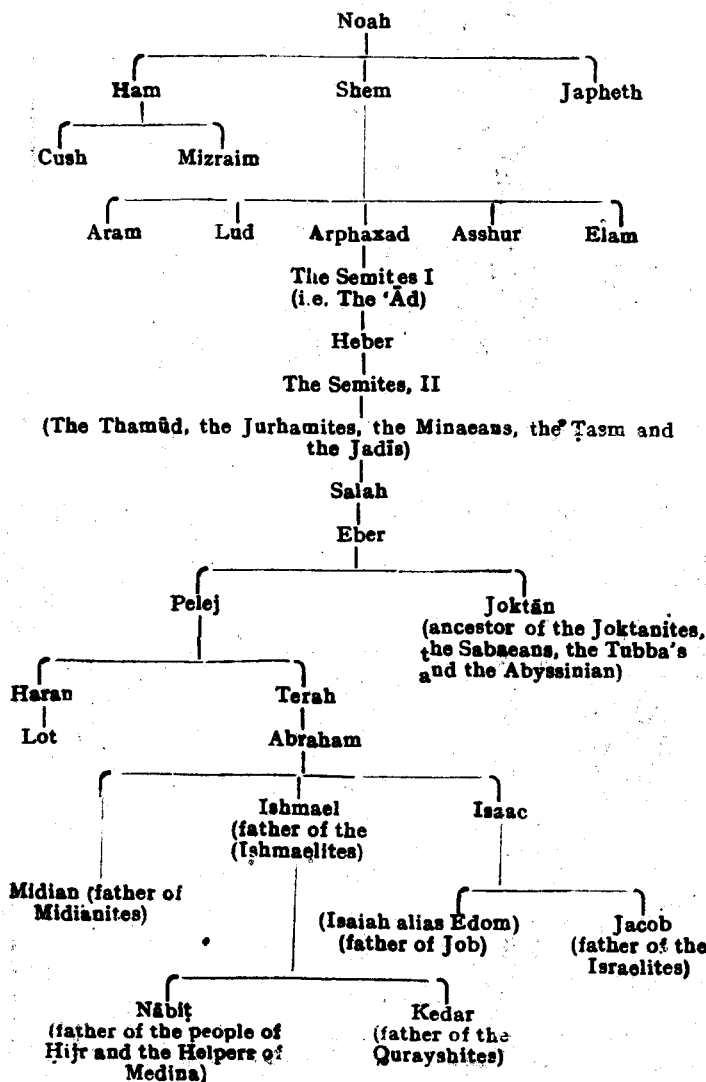 Noah
Ham Shem Japheth
Cush Mizraim
Aram Lud Arphaxad Asshur Elam
The Semites I
(i.e. The ‘Ād)
Heber
The Semites, II
(The Thamūd, the Jurhamites, the Minaeans, the Ṭasm and
the Jadīs)
Salah
Eber
Pelej Joktān
(ancestor of the Joktanites,
the Sabaeans, the Tubba's
and the Abyssinian)
Haran Terah
Lot Abraham
Ishmael Isaac
(father of the
(Ishmaelites)
Midian (father of
Midianites)
(Isaiah alias Edom) Jacob
(father of Job) (father of the
Israelites)
Nābiṭ Kedar
(father of the people of (father of the
Hijr and the Helpers of Qurayshites)
Medina)